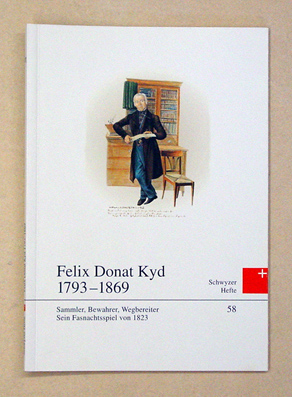 Felix Donat Kyd
1793–1869
Schwyzer
Hefte
Sammler, Bewahrer, Wegbereiter
Sein Fasnachtsspiel von 1823
58